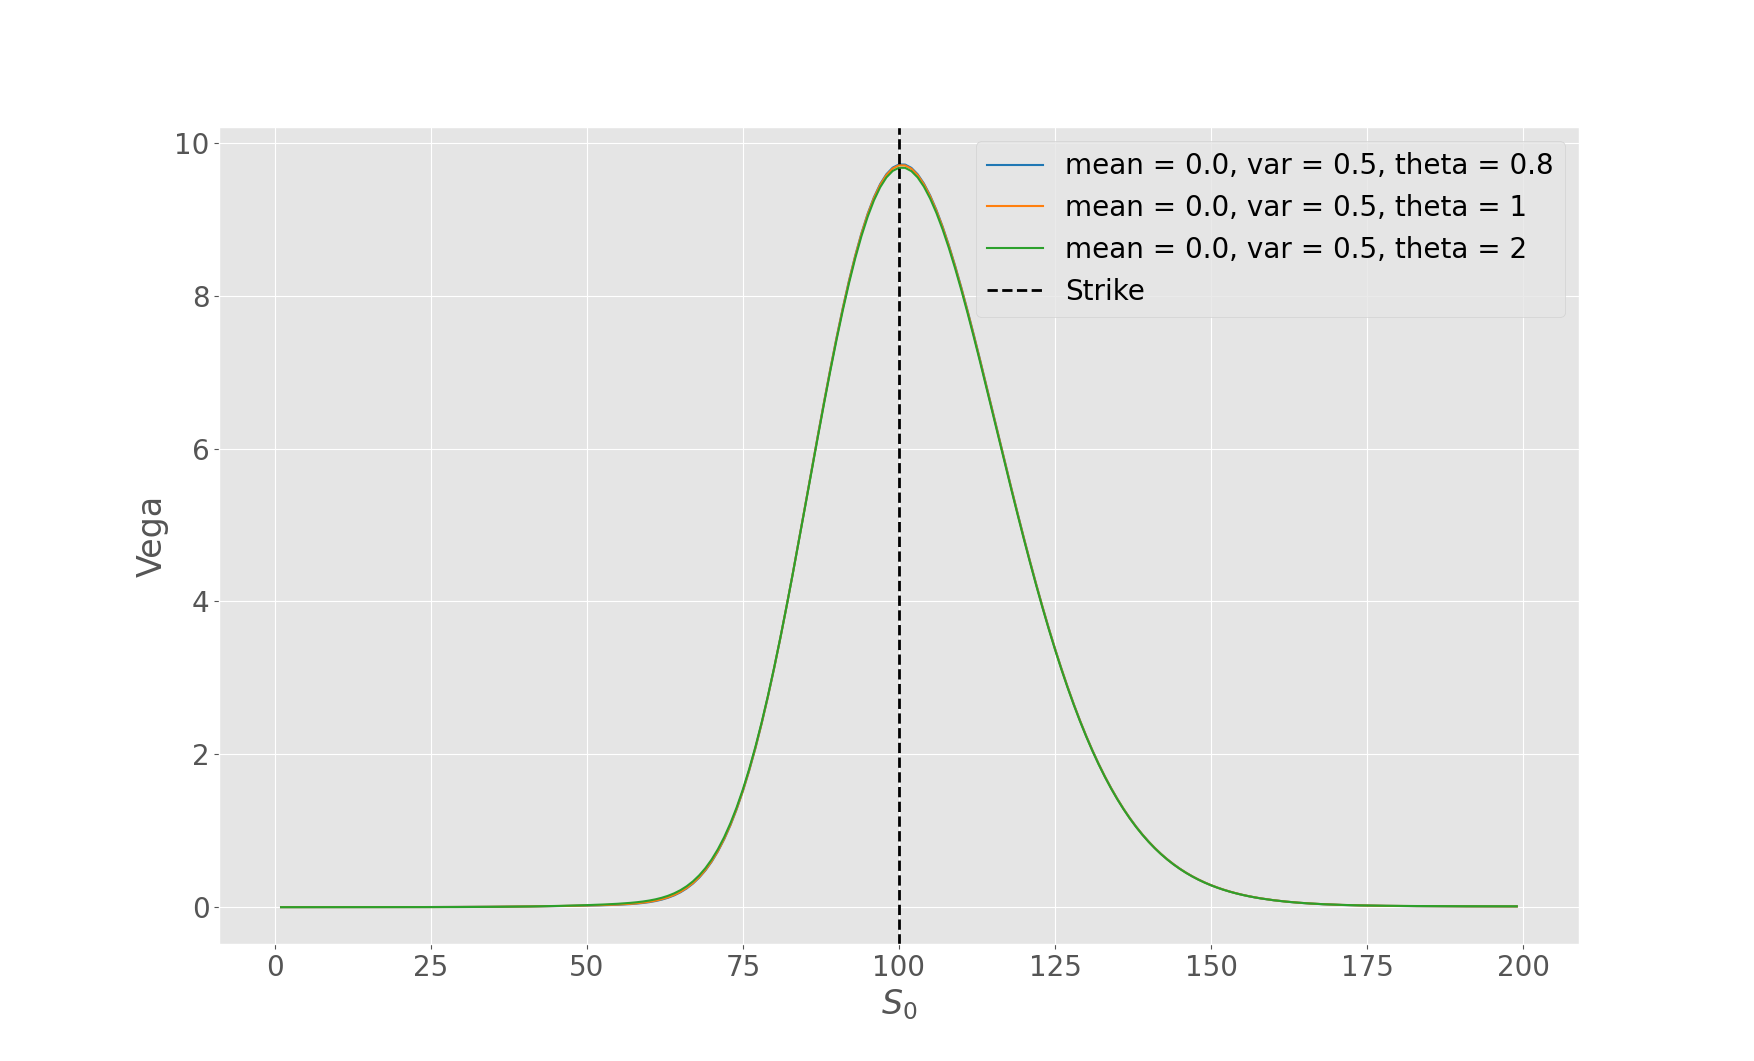 10
8
6
4
2
0
Vega
mean = 0.0, var = 0.5, theta = 0.8
mean = 0.0, var = 0.5, theta = 1
mean = 0.0, var = 0.5, theta = 2
Strike
0 25 50 75 100 125 150 175 200
S₀